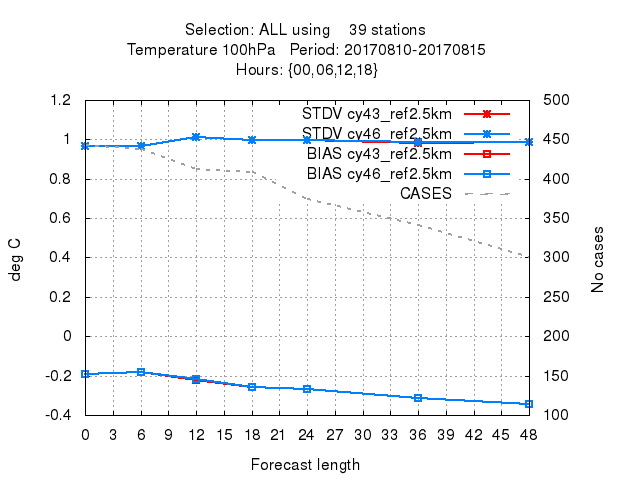 Selection: ALL using 39 stations
Temperature 100hPa Period: 20170810-20170815
Hours: {00,06,12,18}
1.2
1
0.8
0.6
0.4
0.2
0
-0.2
-0.4
deg C
STDV cy43_ref2.5km
STDV cy46_ref2.5km
BIAS cy43_ref2.5km
BIAS cy46_ref2.5km
CASES
500
450
400
350
300
250
200
150
100
No cases
0 3 6 9 12 15 18 21 24 27 30 33 36 39 42 45 48
Forecast length